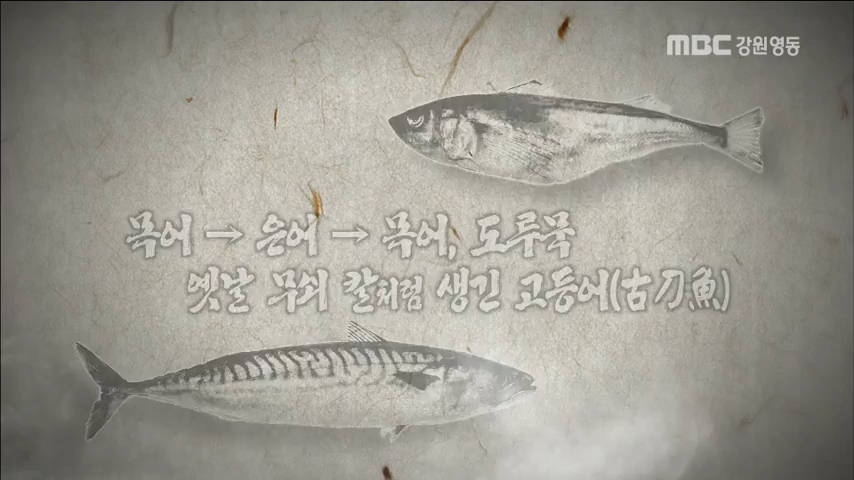 MBC 강원영동
목어 → 은어 → 목어, 도루묵
옛날 무쇠 칼처럼 생긴 고등어(古刀魚)